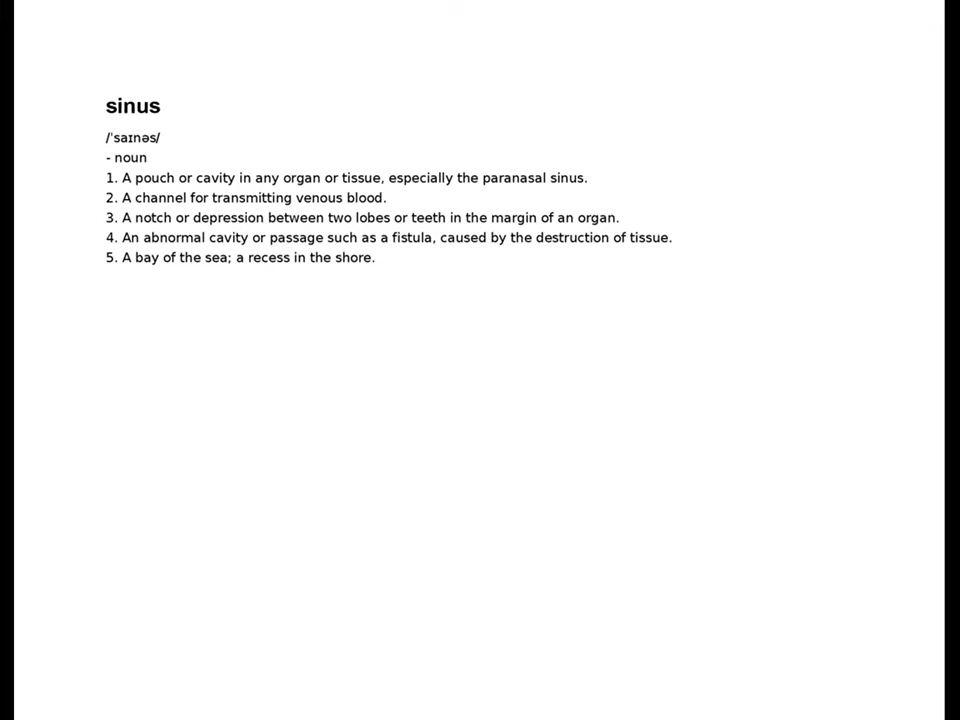 sinus
/ˈsaɪnəs/
- noun
1. A pouch or cavity in any organ or tissue, especially the paranasal sinus.
2. A channel for transmitting venous blood.
3. A notch or depression between two lobes or teeth in the margin of an organ.
4. An abnormal cavity or passage such as a fistula, caused by the destruction of tissue.
5. A bay of the sea; a recess in the shore.